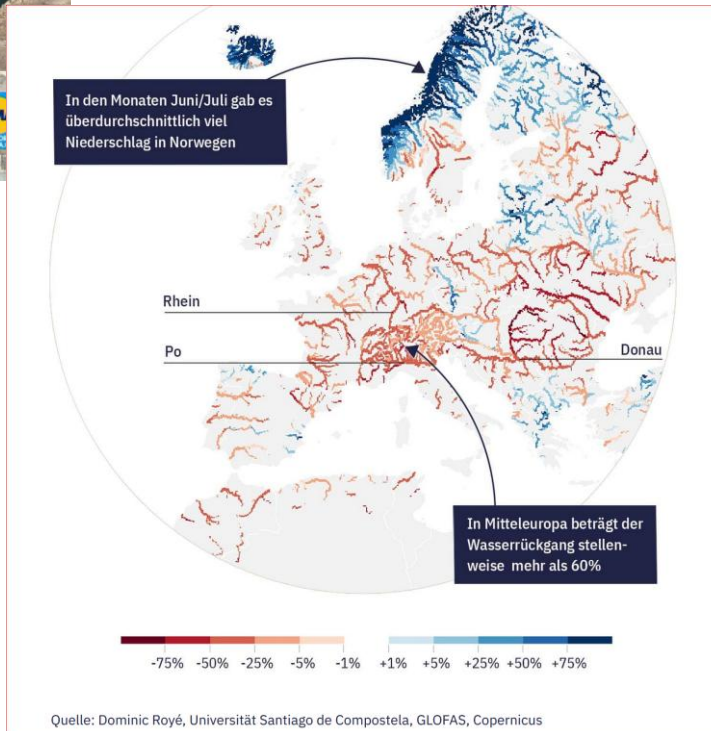 In den Monaten Juni/Juli gab es
überdurchschnittlich viel
Niederschlag in Norwegen
Rhein
Po
Donau
In Mitteleuropa beträgt der
Wasserrückgang stellen-
weise mehr als 60%
-75% -50% -25% -5% -1% +1% +5% +25% +50% +75%
Quelle: Dominic Royé, Universität Santiago de Compostela, GLOFAS, Copernicus